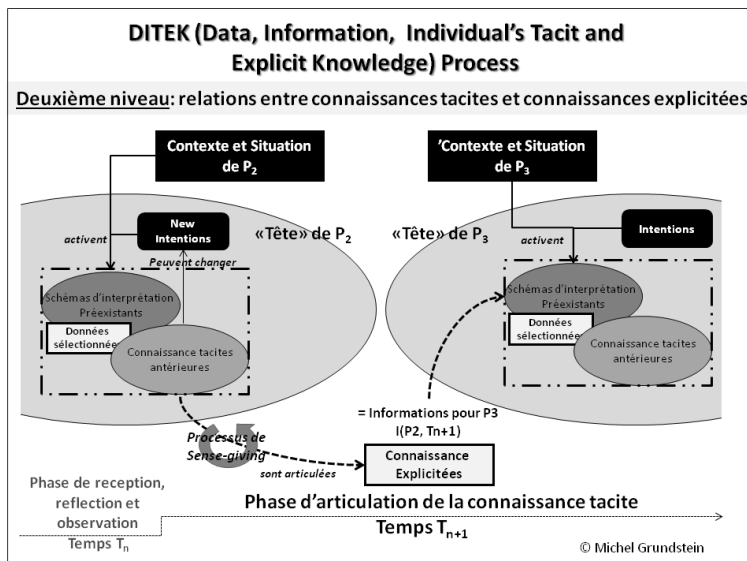 DITEK (Data, Information, Individual's Tacit and
Explicit Knowledge) Process
Deuxième niveau: relations entre connaissances tacites et connaissances explicitées
Contexte et Situation
de P2
'Contexte et Situation
de P3
New
Intentions
«Tête» de P2
«Tête» de P3
Intentions
activent
activent
Peuvent changer
Schémas d'interprétation
Préexistants
Données
sélectionnées
Connaissance tacites
antérieures
Schémas d'interprétation
Préexistants
Données
sélectionnées
Connaissance tacites
antérieures
= Informations pour P3
I(P2, Tn+1)
Processus de
Sense-giving
sont articulées
Connaissance
Explicitées
Phase de reception,
reflection et
observation
Temps Tn
Phase d'articulation de la connaissance tacite
Temps Tn+1
© Michel Grundstein